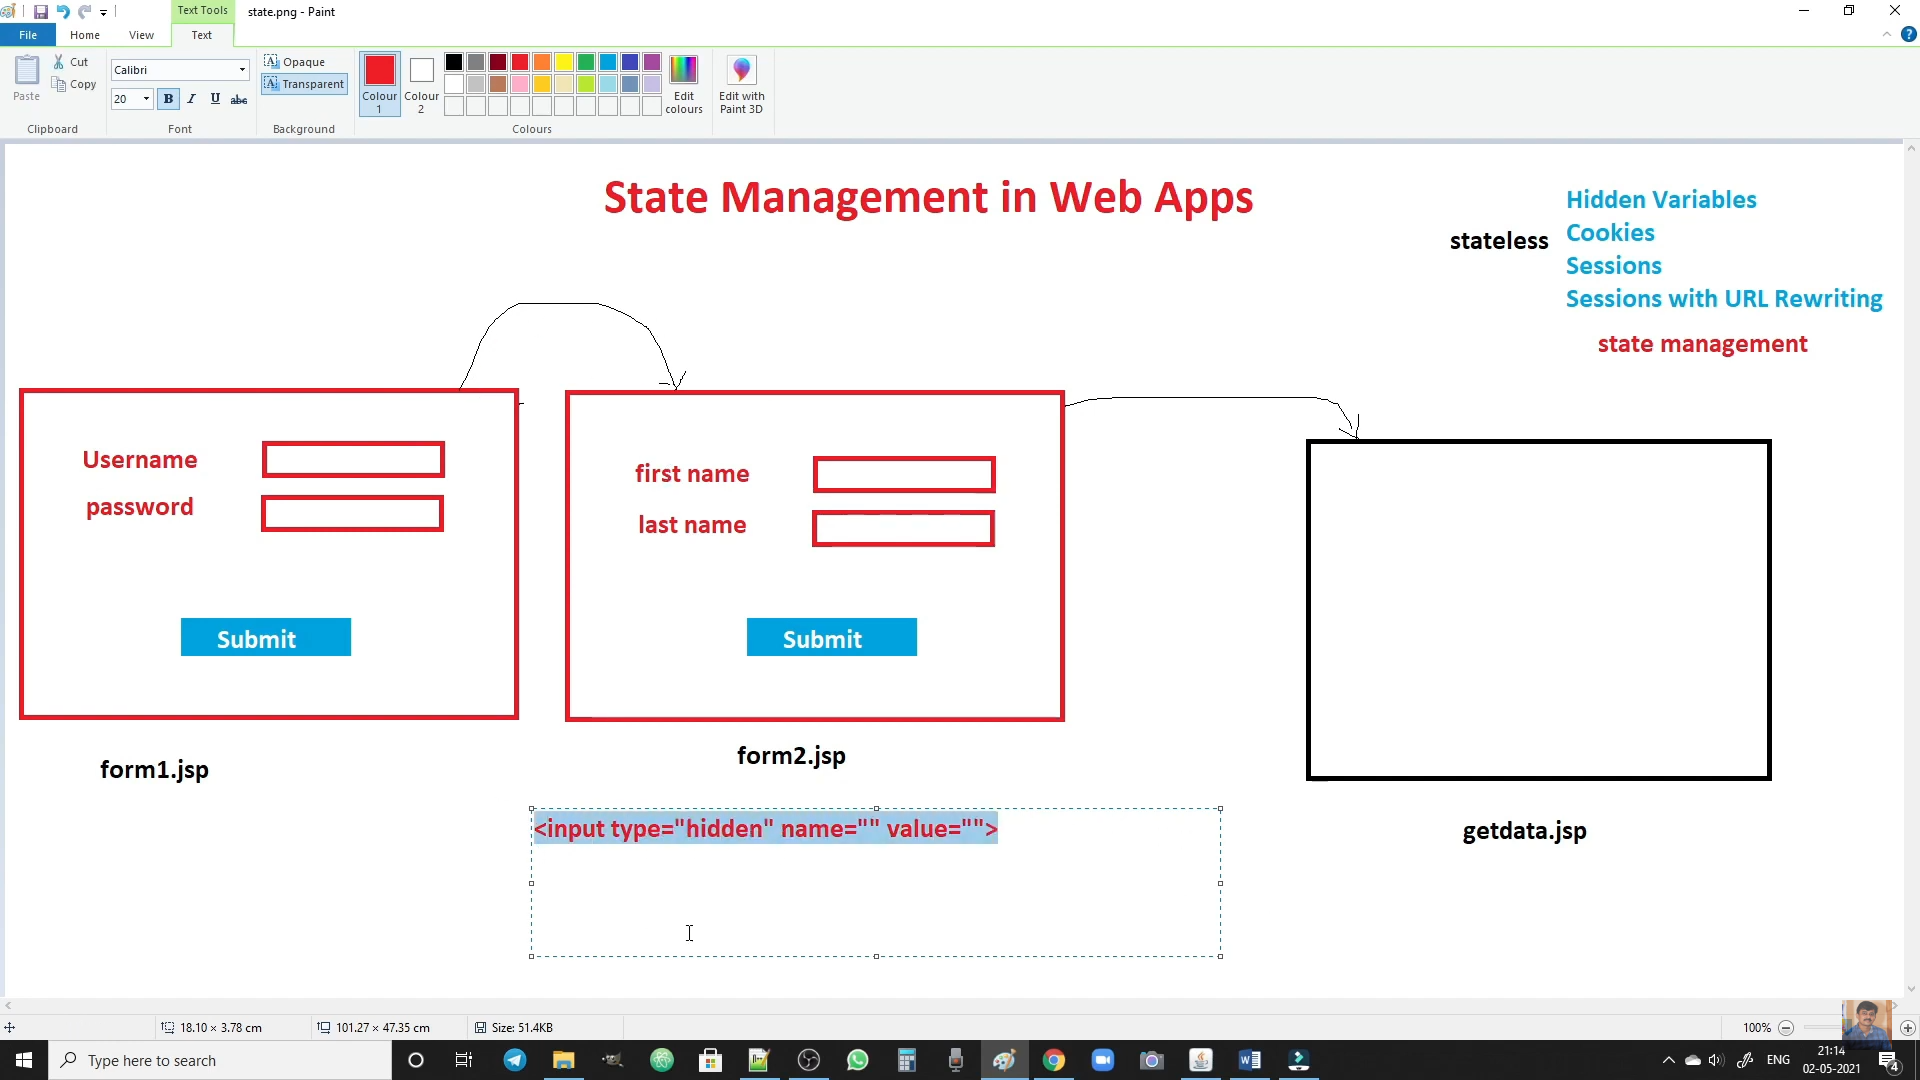 Text Tools
state.png - Paint
File
Home
View
Text
Paste
Cut
Copy
Clipboard
Calibri
20
B
I
U
abc
Font
A
Opaque
A
Transparent
Background
Colour
1
Colour
2
Edit
colours
Colours
Edit with
Paint 3D
?
State Management in Web Apps
stateless
Hidden Variables
Cookies
Sessions
Sessions with URL Rewriting
state management
Username
password
Submit
form1.jsp
first name
last name
Submit
form2.jsp
getdata.jsp
<input type="hidden" name="" value="">
18.10 × 3.78 cm
101.27 × 47.35 cm
Size: 51.4KB
100%
Type here to search
ENG
21:14
02-05-2021
4